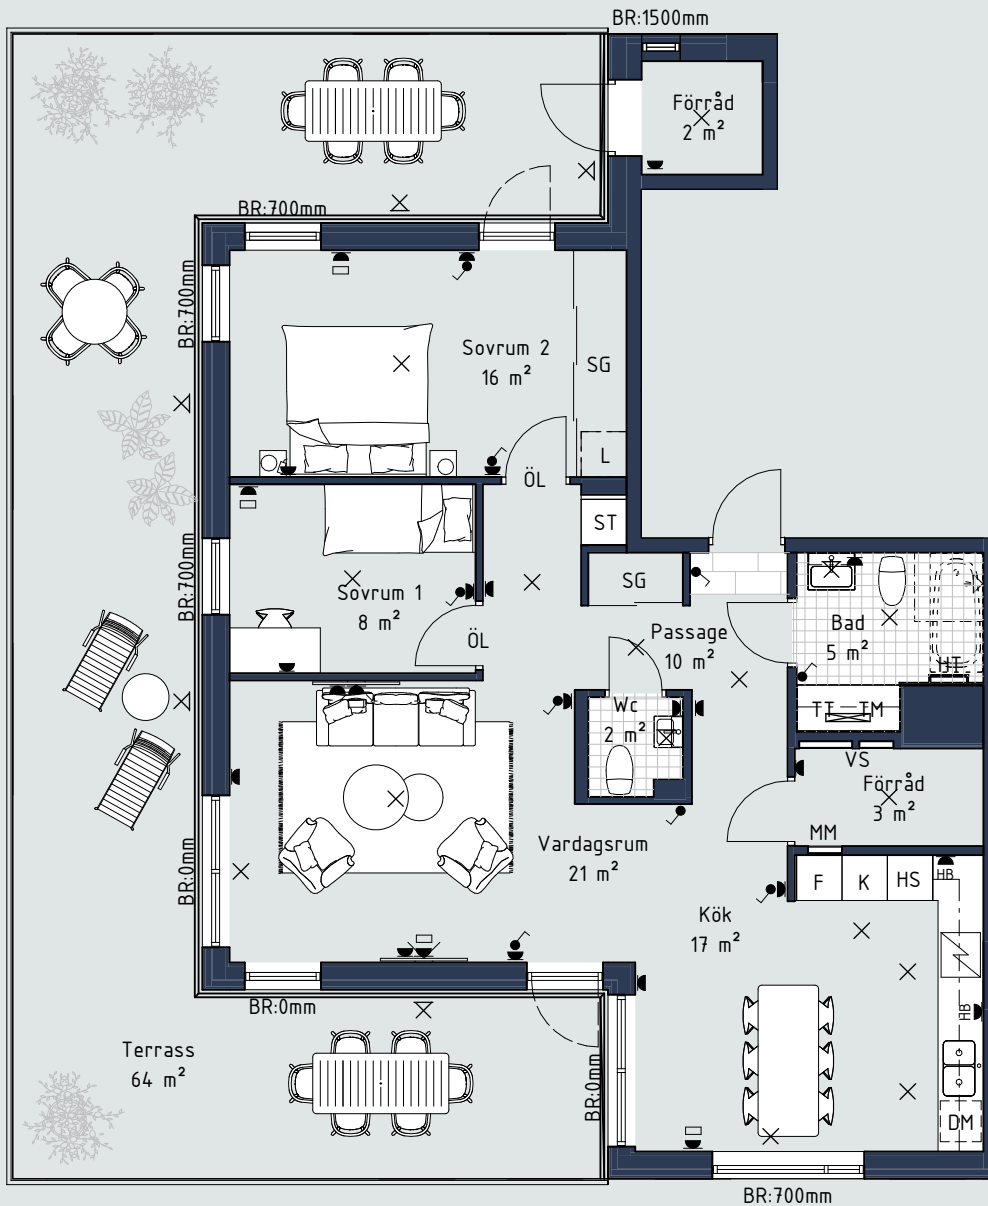 BR:1500mm
Förråd
2 m²
BR:700mm
BR:700mm
Sovrum 2
16 m²
SG
L
ÖL
ST
BR:700mm
Sovrum 1
8 m²
SG
ÖL
Passage
10 m²
Bad
5 m²
HT
Wc
2 m²
TT TM
VS
Förråd
3 m²
MM
Vardagsrum
21 m²
BR:0mm
F
K
HS
HB
Kök
17 m²
HB
BR:0mm
Terrass
64 m²
BR:0mm
DM
BR:700mm